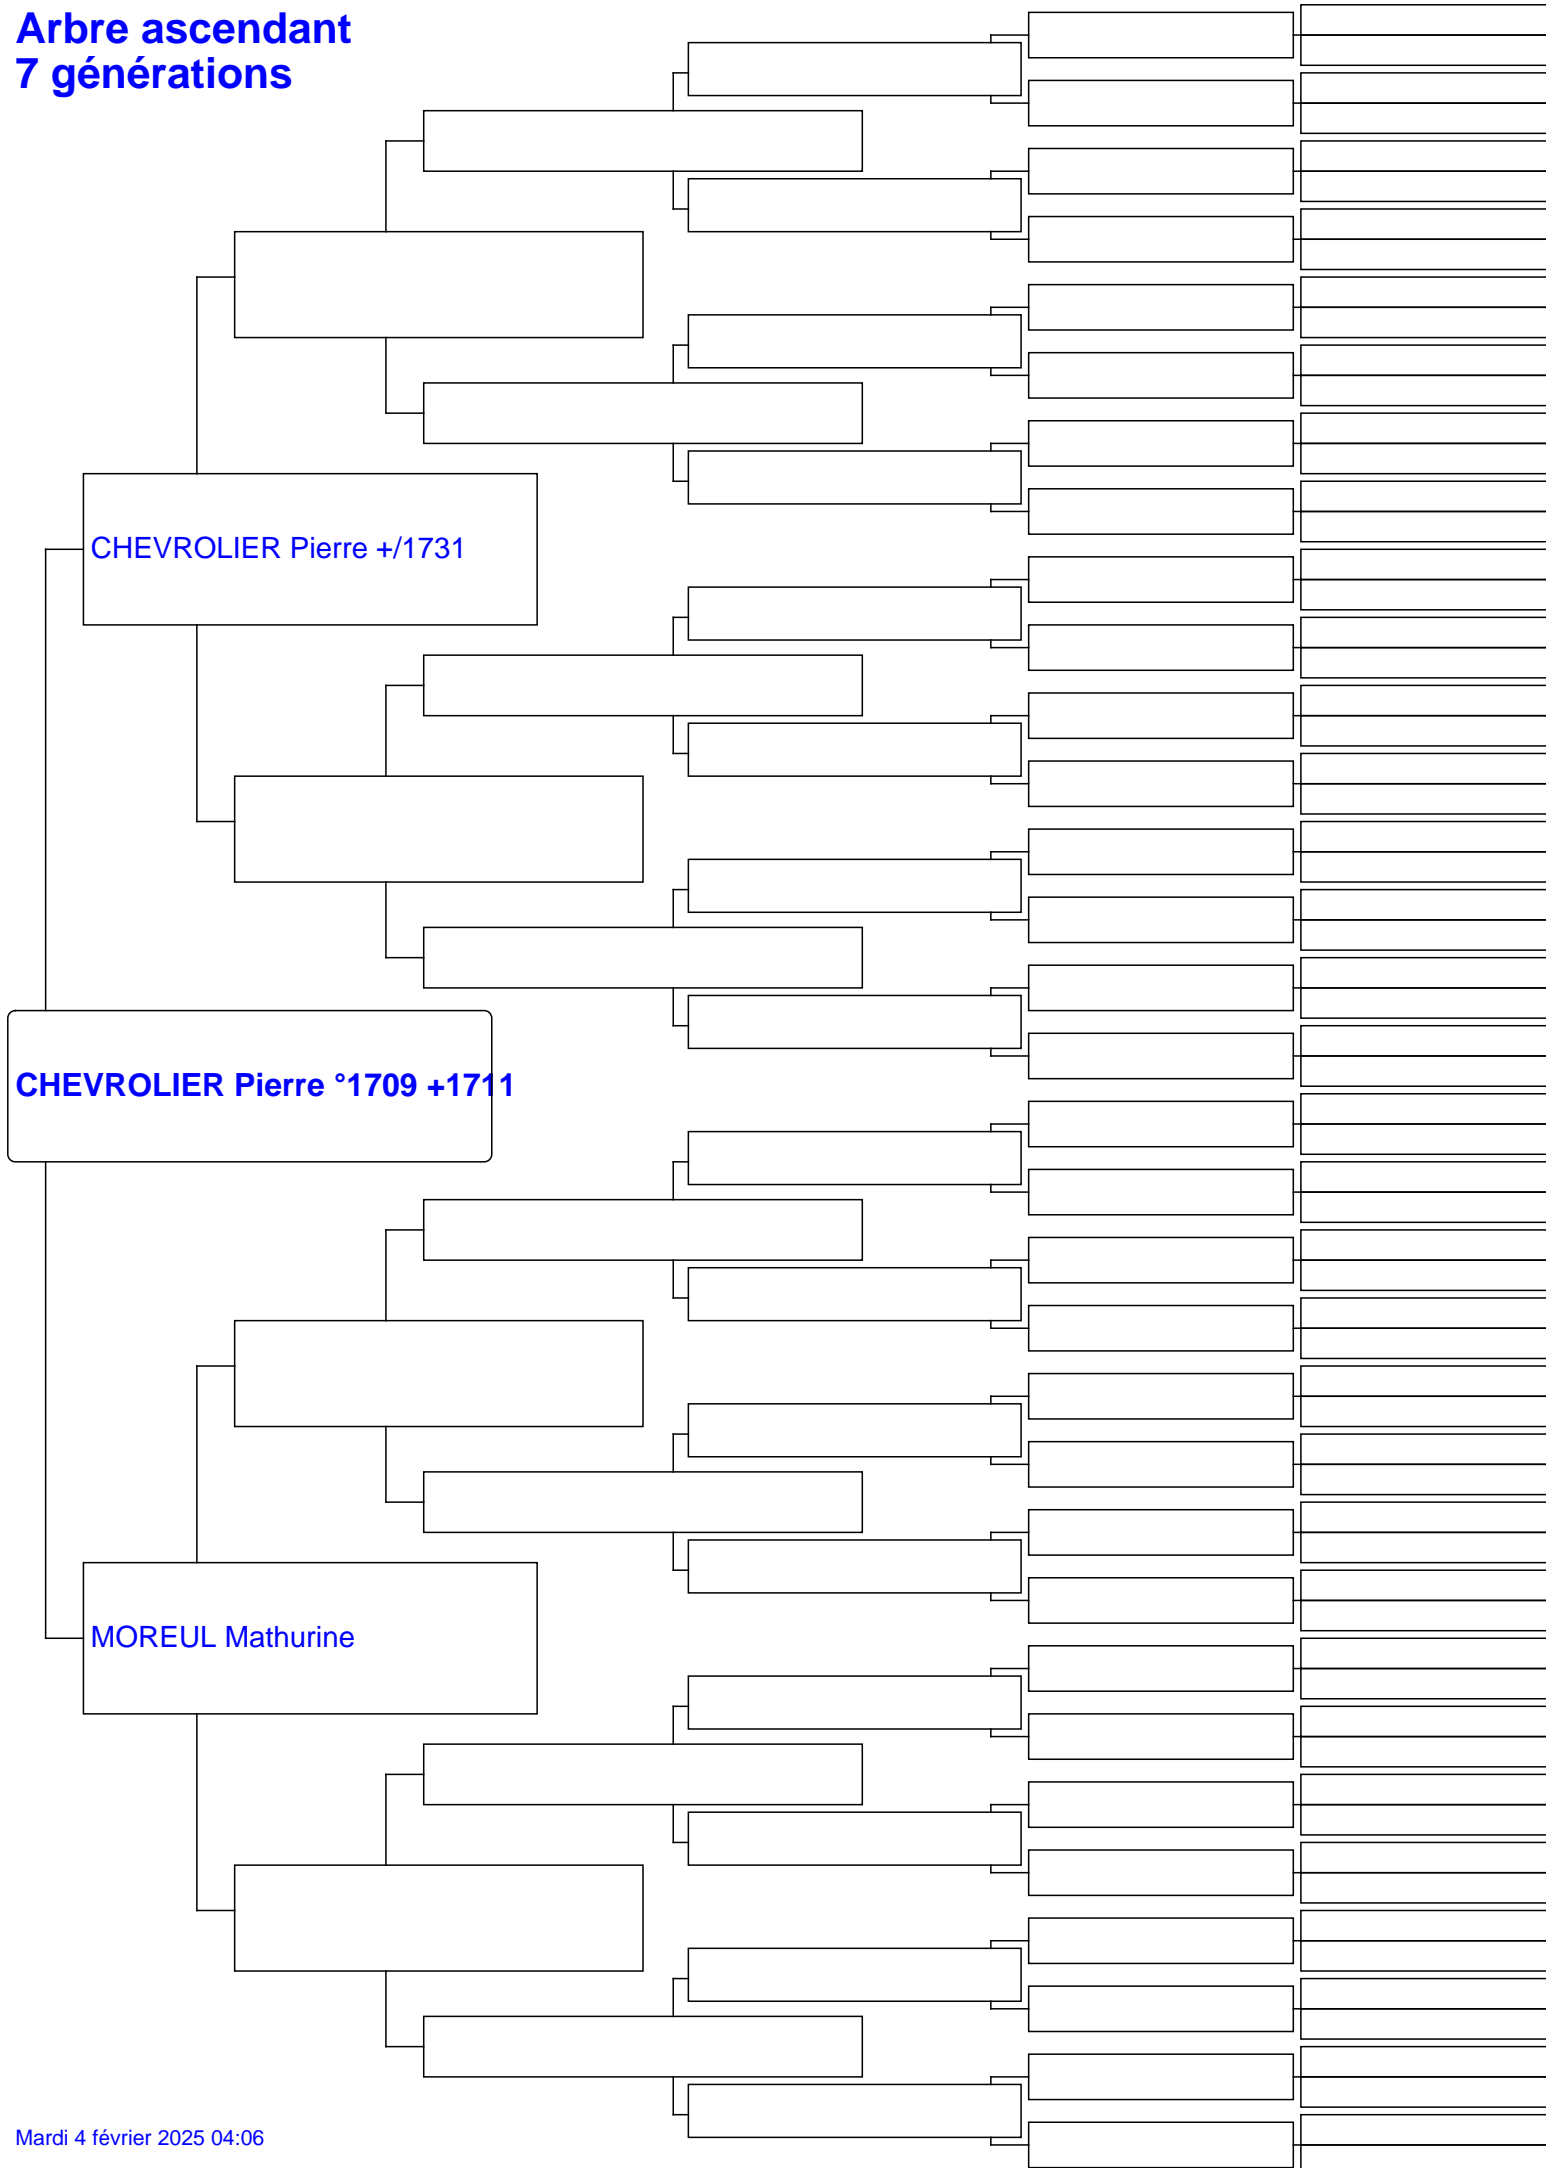 Arbre ascendant
7 générations
CHEVROLIER Pierre +/1731
CHEVROLIER Pierre °1709 +1711
MOREUL Mathurine
Mardi 4 février 2025 04:06